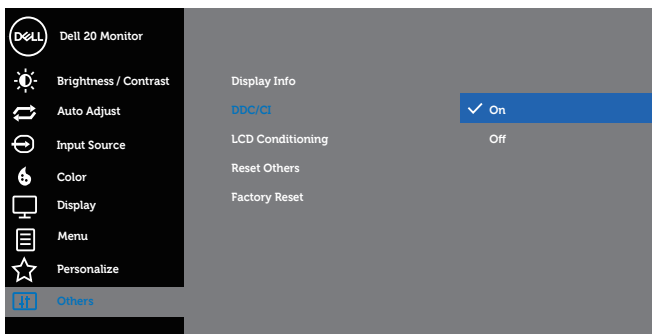 DELL
Dell 20 Monitor
Brightness / Contrast
Auto Adjust
Input Source
Color
Display
Menu
Personalize
Others
Display Info
DDC/CI
LCD Conditioning
Reset Others
Factory Reset
On
Off